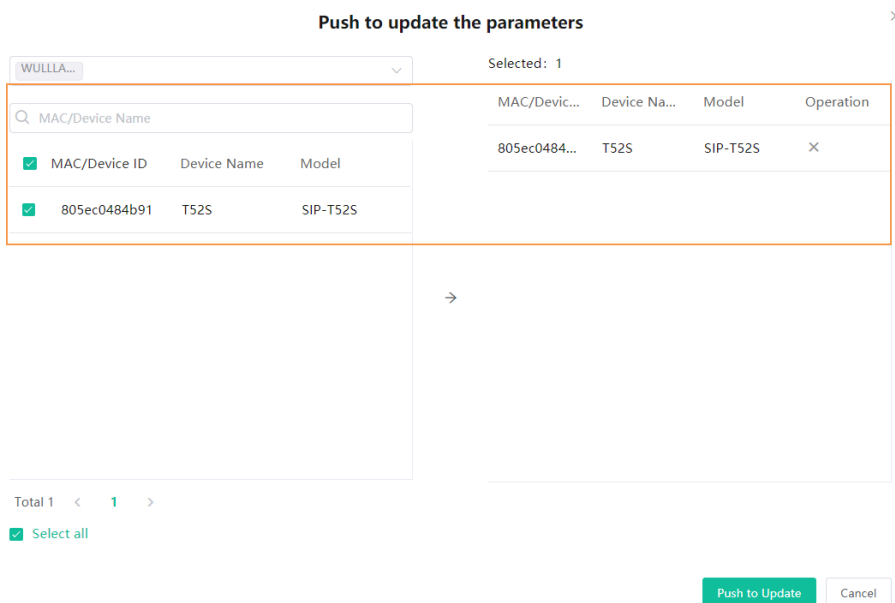 Push to update the parameters
WULLLA...
Selected: 1
MAC/Device Name
MAC/Device ID Device Name Model
805ec0484b91 T52S SIP-T52S
MAC/Devic... Device Na... Model Operation
805ec0484... T52S SIP-T52S
Total 1 1
Select all
Push to Update Cancel